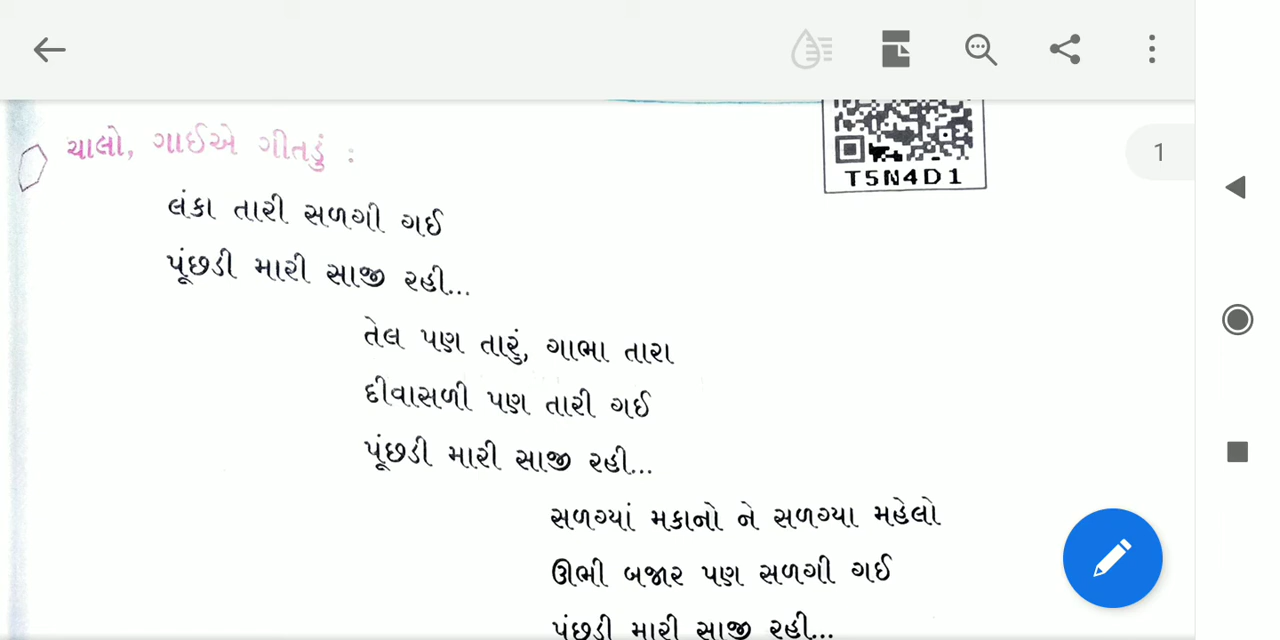 1
T5N4D1
ચાલો, ગાઈએ ગીતડું :
લંકા તારી સળગી ગઈ
પૂંછડી મારી સાજી રહી...
તેલ પણ તારું, ગાભા તારા
દીવાસળી પણ તારી ગઈ
પૂંછડી મારી સાજી રહી...
સળગ્યાં મકાનો ને સળગ્યા મહેલો
ઊભી બજાર પણ સળગી ગઈ
પૂંછડી મારી સાજી રહી...